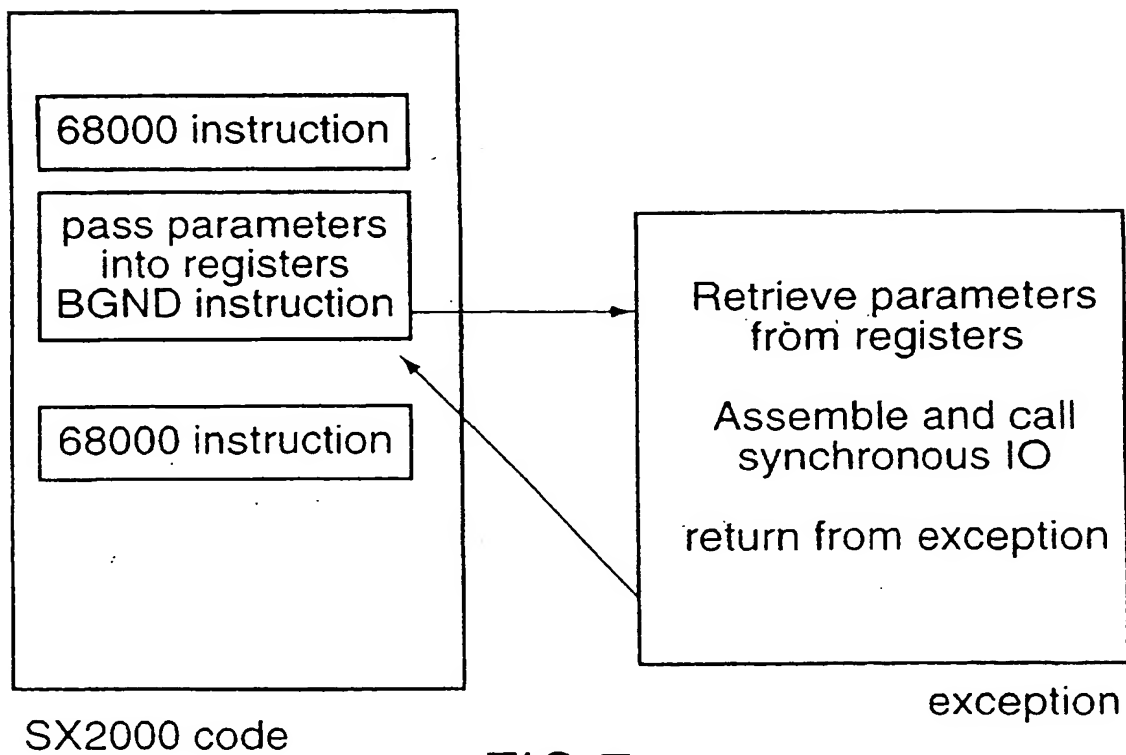 68000 instruction
pass parameters
into registers
BGND instruction
68000 instruction
SX2000 code
Retrieve parameters
from registers
Assemble and call
synchronous IO
return from exception
exception